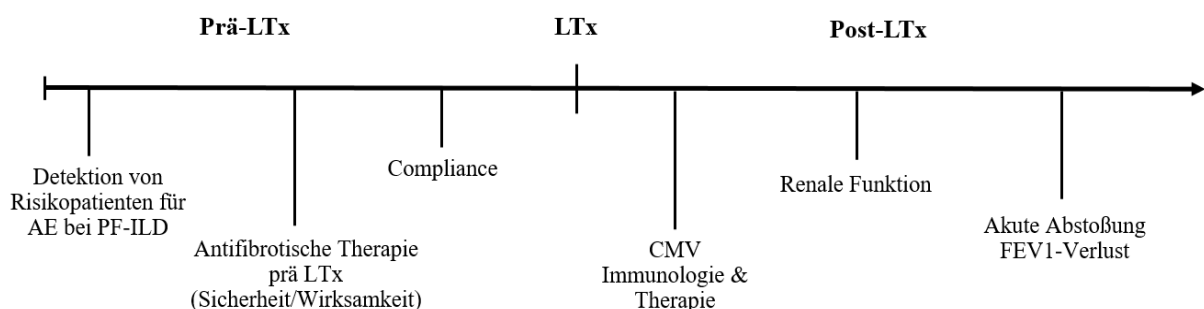 Prä-LTx
LTx
Post-LTx
Detektion von
Risikopatienten für
AE bei PF-ILD
Antifibrotische Therapie
prä LTx
(Sicherheit/Wirksamkeit)
Compliance
CMV
Immunologie &
Therapie
Renale Funktion
Akute Abstoßung
FEV1-Verlust